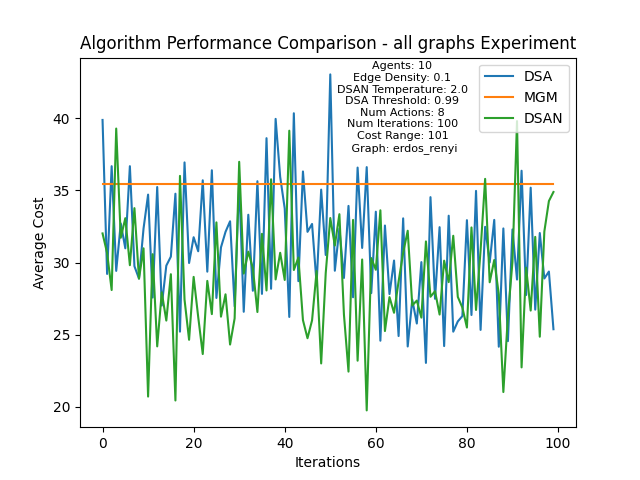 Algorithm Performance Comparison - all graphs Experiment
Agents: 10
Edge Density: 0.1
DSAN Temperature: 2.0
DSA Threshold: 0.99
Num Actions: 8
Num Iterations: 100
Cost Range: 101
Graph: erdos_renyi
DSA
MGM
DSAN
Average Cost
40
35
30
25
20
0
20
40
60
80
100
Iterations